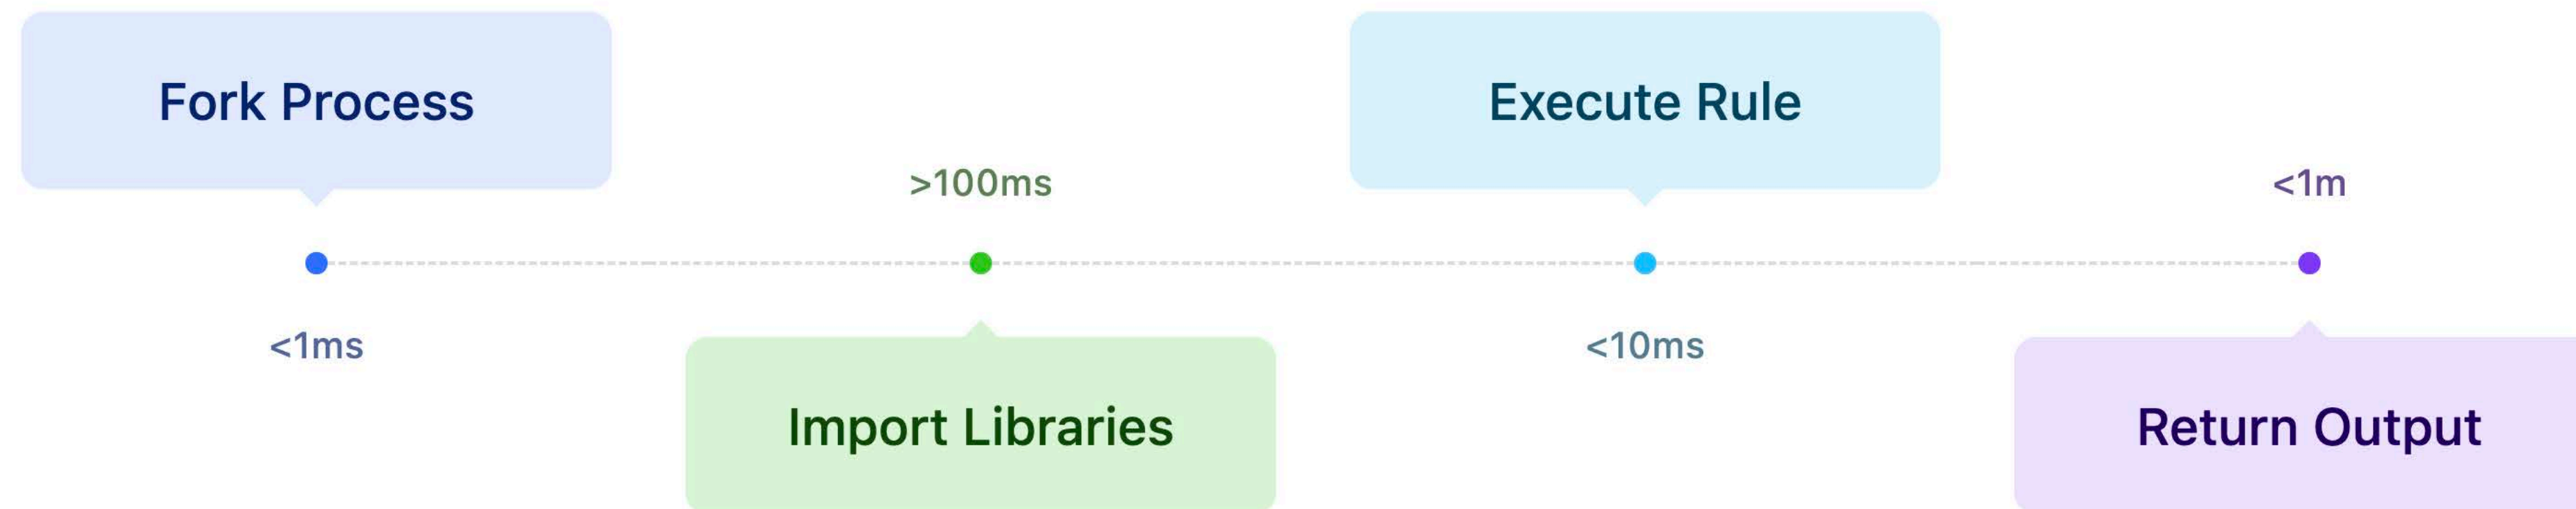 Fork Process
<1ms
>100ms
Import Libraries
Execute Rule
<10ms
<1m
Return Output